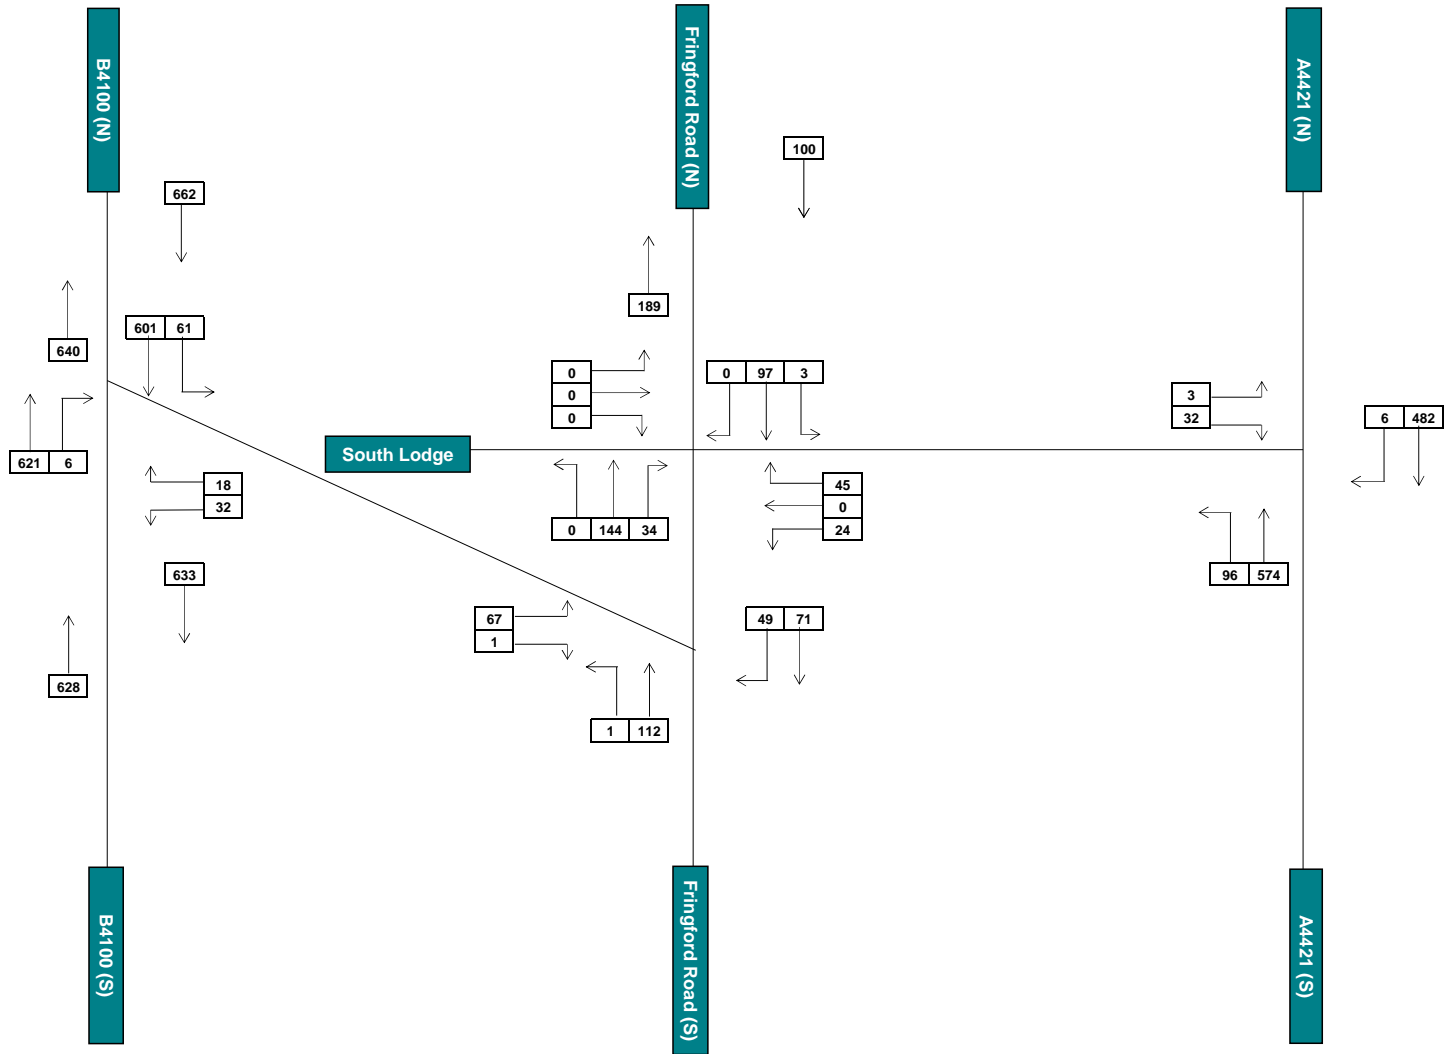 B4100 (N)
Fringford Road (N)
A4421 (N)
100
662
189
601 61
640
0
0
0
0 97 3
3
32
6 482
621 6
South Lodge
18
32
0 144 34
45
0
24
633
96 574
67
1
49 71
628
1 112
B4100 (S)
Fringford Road (S)
A4421 (S)